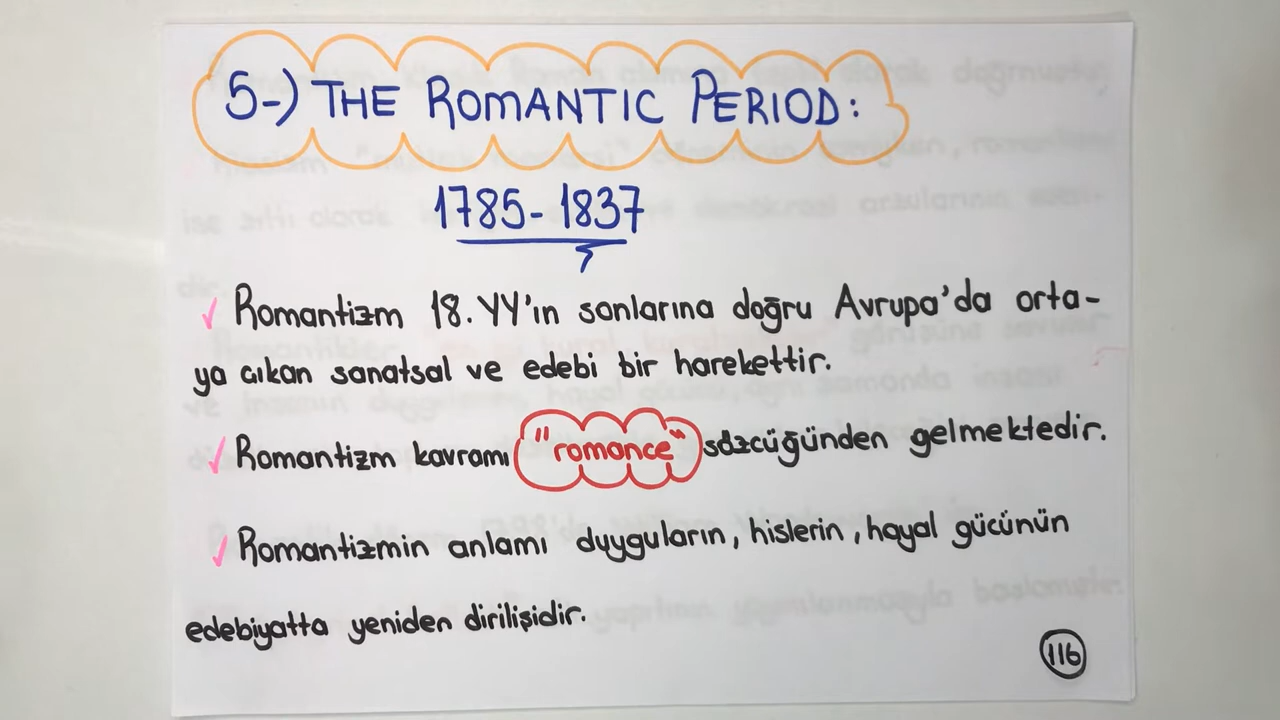 5-) THE ROMANTIC PERIOD:
1785-1837
✓ Romantizm 18. YY'ın sonlarına doğru Avrupa'da orta-
ya cıkan sanatsal ve edebi bir harekettir.
✓ Romantizm kavramı "romance" sözcüğünden gelmektedir.
✓ Romantizmin anlamı duyguların, hislerin, hayal gücünün
edebiyatta yeniden dirilişidir.
116